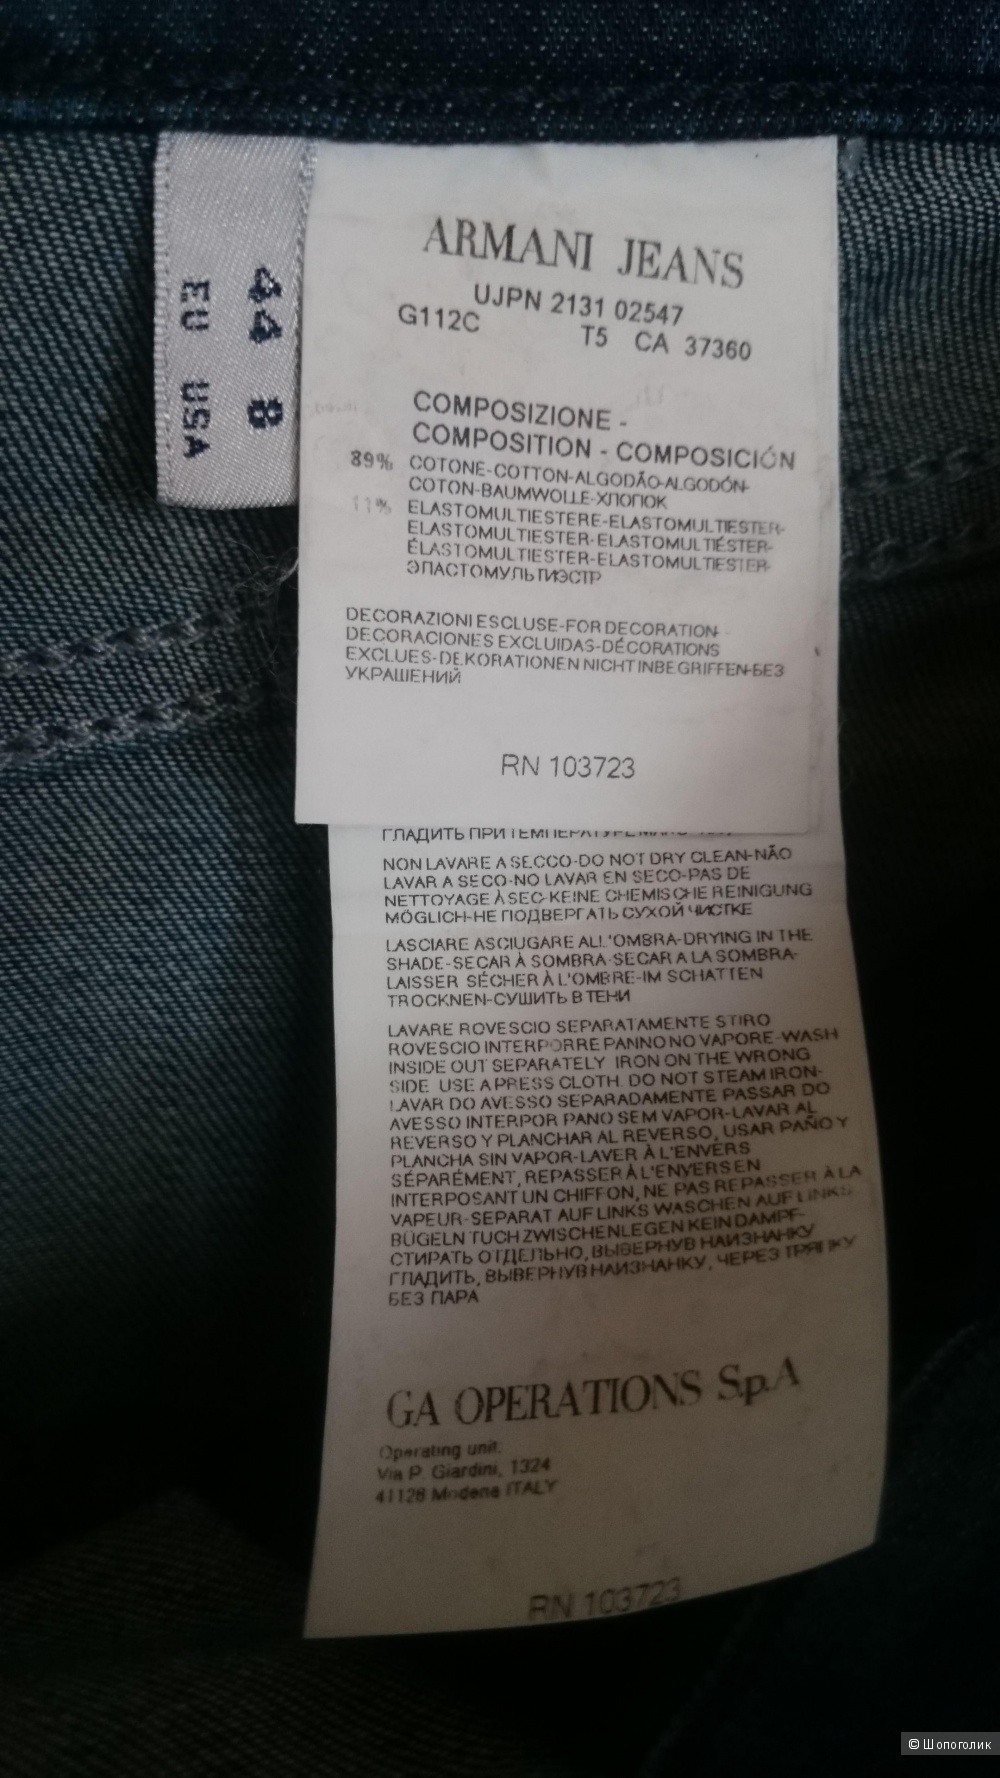 44 8
EU USA
ARMANI JEANS
UJPN 2131 02547
G112C T5 CA 37360
COMPOSIZIONE -
COMPOSITION - COMPOSICIÓN
89% COTONE-COTTON-ALGODÃO-ALGODÓN-
COTON-BAUMWOLLE-ХЛОПОК
11% ELASTOMULTIESTERE-ELASTOMULTIESTER-
ELASTOMULTIESTER-ELASTOMULTIÉSTER-
ÉLASTOMULTIESTER-ELASTOMULTIESTER-
ЭЛАСТОМУЛЬТИЭСТР
DECORAZIONI ESCLUSE-FOR DECORATION-
DECORACIONES EXCLUIDAS-DÉCORATIONS
EXCLUES-DEKORATIONEN NICHT INBEGRIFFEN-БЕЗ
УКРАШЕНИЙ
RN 103723
ГЛАДИТЬ ПРИ ТЕМПЕРАТУРЕ
NON LAVARE A SECCO-DO NOT DRY CLEAN-NÃO
LAVAR A SECO-NO LAVAR EN SECO-PAS DE
NETTOYAGE À SEC-KEINE CHEMISCHE REINIGUNG
MÖGLICH-НЕ ПОДВЕРГАТЬ СУХОЙ ЧИСТКЕ
LASCIARE ASCIUGARE ALL'OMBRA-DRYING IN THE
SHADE-SECAR À SOMBRA-SECAR A LA SOMBRA-
LAISSER SÉCHER À L'OMBRE-IM SCHATTEN
TROCKNEN-СУШИТЬ В ТЕНИ
LAVARE ROVESCIO SEPARATAMENTE STIRO
ROVESCIO INTERPORRE PANNO NO VAPORE-WASH
INSIDE OUT SEPARATELY IRON ON THE WRONG
SIDE USE A PRESS CLOTH. DO NOT STEAM IRON-
LAVAR DO AVESSO SEPARADAMENTE PASSAR DO
AVESSO INTERPOR PANO SEM VAPOR-LAVAR AL
REVERSO Y PLANCHAR AL REVERSO, USAR PAÑO Y
PLANCHA SIN VAPOR-LAVER À L'ENVERS
SÉPARÉMENT, REPASSER À L'ENVERS EN
INTERPOSANT UN CHIFFON, NE PAS REPASSER À LA
VAPEUR-SEPARAT AUF LINKS WASCHEN AUF LINKS
BÜGELN TUCH ZWISCHENLEGEN KEIN DAMPF-
СТИРАТЬ ОТДЕЛЬНО, ВЫВЕРНУВ НАИЗНАНКУ
ГЛАДИТЬ, ВЫВЕРНУВ НАИЗНАНКУ, ЧЕРЕЗ ТРЯПКУ
БЕЗ ПАРА
GA OPERATIONS S.p.A
Operating unit:
Via P. Giardini, 1324
41126 Modena ITALY
RN 103723
© Шопоголик